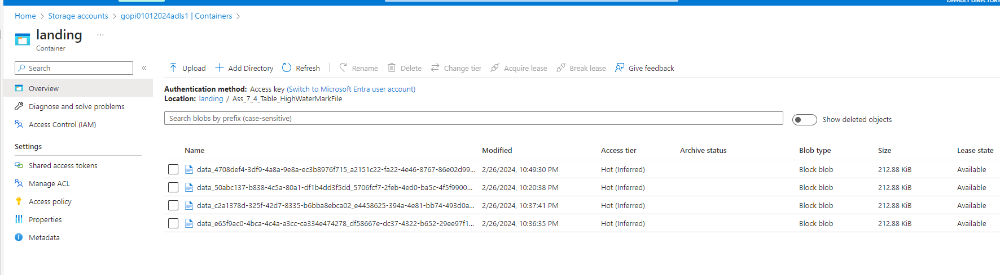 DEFAULT DIRECTORY
Home > Storage accounts > gopi01012024adls1 | Containers >
landing ...
Container
Search «
Overview
Diagnose and solve problems
Access Control (IAM)
Settings
Shared access tokens
Manage ACL
Access policy
Properties
Metadata
Upload Add Directory Refresh Rename Delete Change tier Acquire lease Break lease Give feedback
Authentication method: Access key (Switch to Microsoft Entra user account)
Location: landing / Ass_7_4_Table_HighWaterMarkFile
Search blobs by prefix (case-sensitive) Show deleted objects
Name Modified Access tier Archive status Blob type Size Lease state
data_4708def4-3df9-4a8a-9e8a-ec3b8976f715_a2151c22-fa22-4e46-8767-86e02d99... 2/26/2024, 10:49:30 PM Hot (Inferred) Block blob 212.88 KiB Available
data_50abc137-b838-4c5a-80a1-df1b4dd3f5dd_5706fcf7-2feb-4ed0-ba5c-4f5f9900... 2/26/2024, 10:20:38 PM Hot (Inferred) Block blob 212.88 KiB Available
data_c2a1378d-325f-42d7-8335-b6bba8ebca02_e4458625-394a-4e81-bb74-493d0a... 2/26/2024, 10:37:41 PM Hot (Inferred) Block blob 212.88 KiB Available
data_e65f9ac0-4bca-4c4a-a3cc-ca334e474278_df58667e-dc37-4322-b652-29ee97f1... 2/26/2024, 10:36:35 PM Hot (Inferred) Block blob 212.88 KiB Available